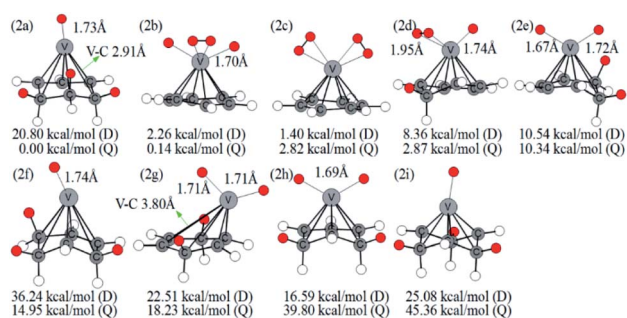 (2a) 1.73Å V-C 2.91Å V
20.80 kcal/mol (D)
0.00 kcal/mol (Q)
(2b) V 1.70Å
2.26 kcal/mol (D)
0.14 kcal/mol (Q)
(2c) V
1.40 kcal/mol (D)
2.82 kcal/mol (Q)
(2d) V 1.95Å 1.74Å
8.36 kcal/mol (D)
2.87 kcal/mol (Q)
(2e) V 1.67Å 1.72Å
10.54 kcal/mol (D)
10.34 kcal/mol (Q)
(2f) 1.74Å V
36.24 kcal/mol (D)
14.95 kcal/mol (Q)
(2g) 1.71Å 1.71Å V-C 3.80Å V
22.51 kcal/mol (D)
18.23 kcal/mol (Q)
(2h) 1.69Å V
16.59 kcal/mol (D)
39.80 kcal/mol (Q)
(2i) V
25.08 kcal/mol (D)
45.36 kcal/mol (Q)